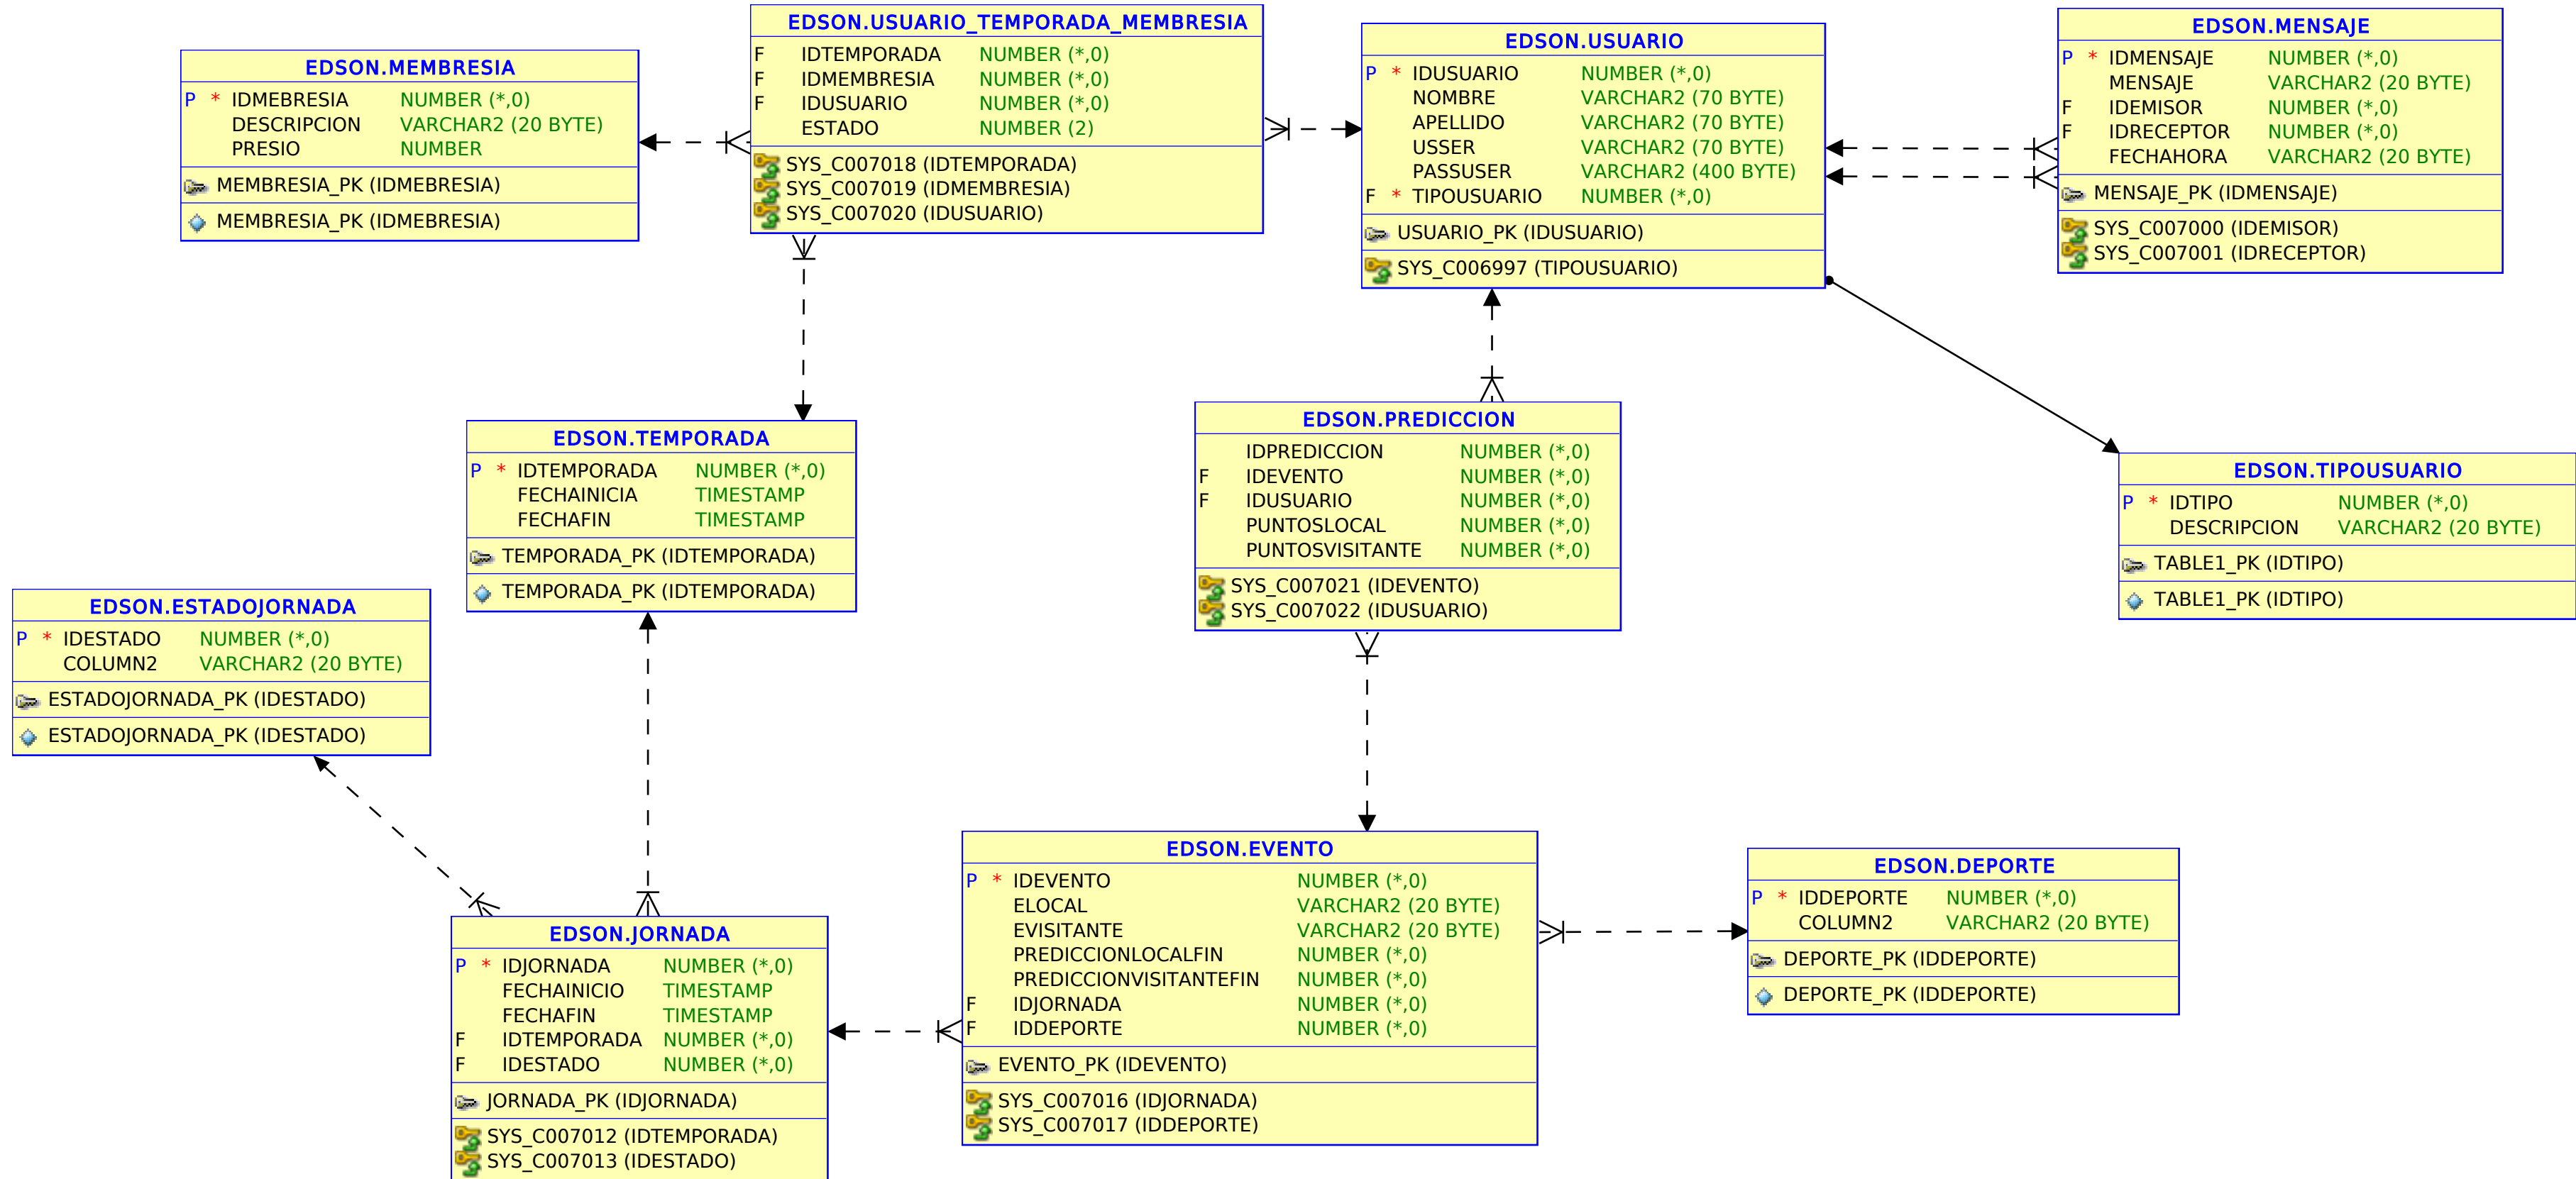 EDSON.MEMBRESIA
P * IDMEBRESIA NUMBER (*,0)
DESCRIPCION VARCHAR2 (20 BYTE)
PRESIO NUMBER
MEMBRESIA_PK (IDMEBRESIA)
MEMBRESIA_PK (IDMEBRESIA)
EDSON.USUARIO_TEMPORADA_MEMBRESIA
F IDTEMPORADA NUMBER (*,0)
F IDMEMBRESIA NUMBER (*,0)
F IDUSUARIO NUMBER (*,0)
ESTADO NUMBER (2)
SYS_C007018 (IDTEMPORADA)
SYS_C007019 (IDMEMBRESIA)
SYS_C007020 (IDUSUARIO)
EDSON.USUARIO
P * IDUSUARIO NUMBER (*,0)
NOMBRE VARCHAR2 (70 BYTE)
APELLIDO VARCHAR2 (70 BYTE)
USSER VARCHAR2 (70 BYTE)
PASSUSER VARCHAR2 (400 BYTE)
F * TIPOUSUARIO NUMBER (*,0)
USUARIO_PK (IDUSUARIO)
SYS_C006997 (TIPOUSUARIO)
EDSON.MENSAJE
P * IDMENSAJE NUMBER (*,0)
MENSAJE VARCHAR2 (20 BYTE)
F IDEMISOR NUMBER (*,0)
F IDRECEPTOR NUMBER (*,0)
FECHAHORA VARCHAR2 (20 BYTE)
MENSAJE_PK (IDMENSAJE)
SYS_C007000 (IDEMISOR)
SYS_C007001 (IDRECEPTOR)
EDSON.TEMPORADA
P * IDTEMPORADA NUMBER (*,0)
FECHAINICIA TIMESTAMP
FECHAFIN TIMESTAMP
TEMPORADA_PK (IDTEMPORADA)
TEMPORADA_PK (IDTEMPORADA)
EDSON.PREDICCION
IDPREDICCION NUMBER (*,0)
F IDEVENTO NUMBER (*,0)
F IDUSUARIO NUMBER (*,0)
PUNTOSLOCAL NUMBER (*,0)
PUNTOSVISITANTE NUMBER (*,0)
SYS_C007021 (IDEVENTO)
SYS_C007022 (IDUSUARIO)
EDSON.TIPOUSUARIO
P * IDTIPO NUMBER (*,0)
DESCRIPCION VARCHAR2 (20 BYTE)
TABLE1_PK (IDTIPO)
TABLE1_PK (IDTIPO)
EDSON.ESTADOJORNADA
P * IDESTADO NUMBER (*,0)
COLUMN2 VARCHAR2 (20 BYTE)
ESTADOJORNADA_PK (IDESTADO)
ESTADOJORNADA_PK (IDESTADO)
EDSON.JORNADA
P * IDJORNADA NUMBER (*,0)
FECHAINICIO TIMESTAMP
FECHAFIN TIMESTAMP
F IDTEMPORADA NUMBER (*,0)
F IDESTADO NUMBER (*,0)
JORNADA_PK (IDJORNADA)
SYS_C007012 (IDTEMPORADA)
SYS_C007013 (IDESTADO)
EDSON.EVENTO
P * IDEVENTO NUMBER (*,0)
ELOCAL VARCHAR2 (20 BYTE)
EVISITANTE VARCHAR2 (20 BYTE)
PREDICCIONLOCALFIN NUMBER (*,0)
PREDICCIONVISITANTEFIN NUMBER (*,0)
F IDJORNADA NUMBER (*,0)
F IDDEPORTE NUMBER (*,0)
EVENTO_PK (IDEVENTO)
SYS_C007016 (IDJORNADA)
SYS_C007017 (IDDEPORTE)
EDSON.DEPORTE
P * IDDEPORTE NUMBER (*,0)
COLUMN2 VARCHAR2 (20 BYTE)
DEPORTE_PK (IDDEPORTE)
DEPORTE_PK (IDDEPORTE)